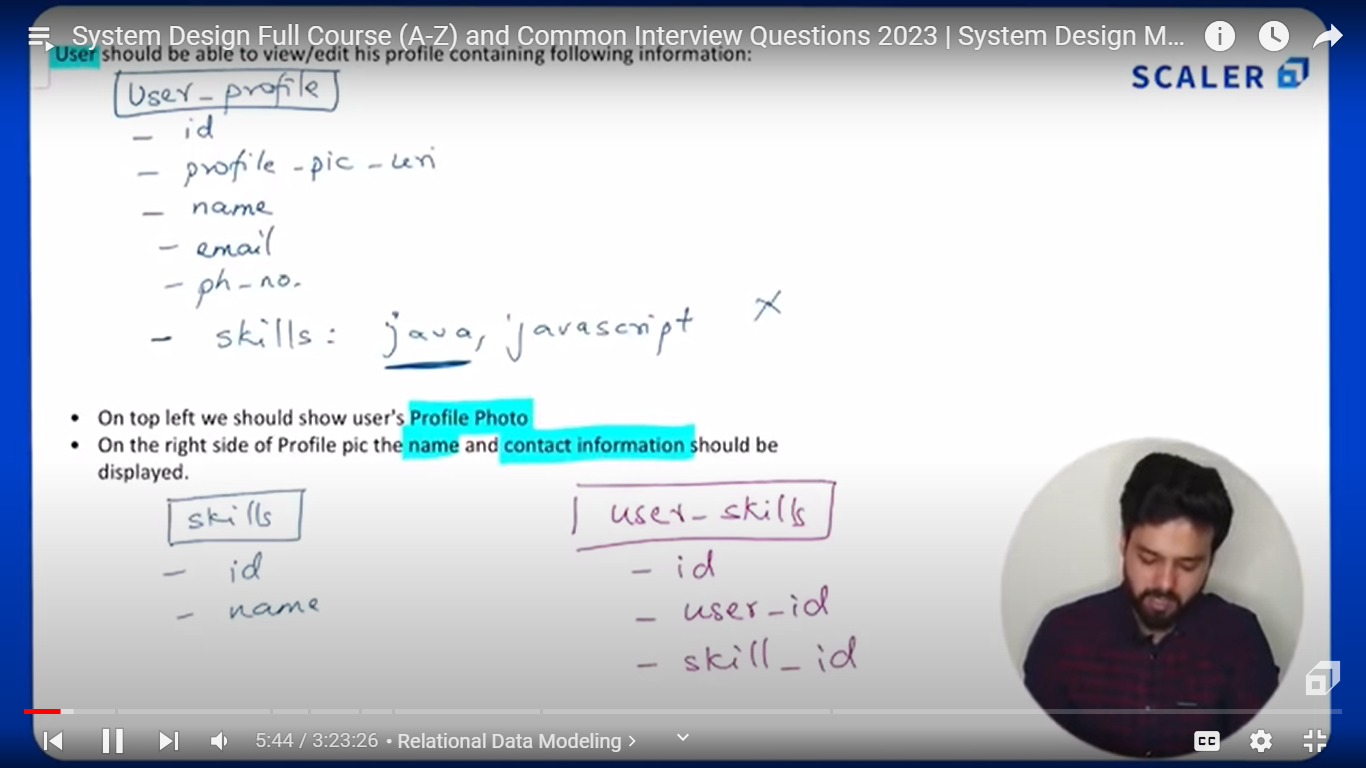 System Design Full Course (A-Z) and Common Interview Questions 2023 | System Design M...
User should be able to view/edit his profile containing following information:
SCALER
User_profile
- id
- profile-pic-uri
- name
- email
- ph-no.
- skills: java, javascript X
• On top left we should show user's Profile Photo
• On the right side of Profile pic the name and contact information should be
displayed.
skills
- id
- name
user_skills
- id
- user_id
- skill_id
5:44 / 3:23:26 • Relational Data Modeling >
CC